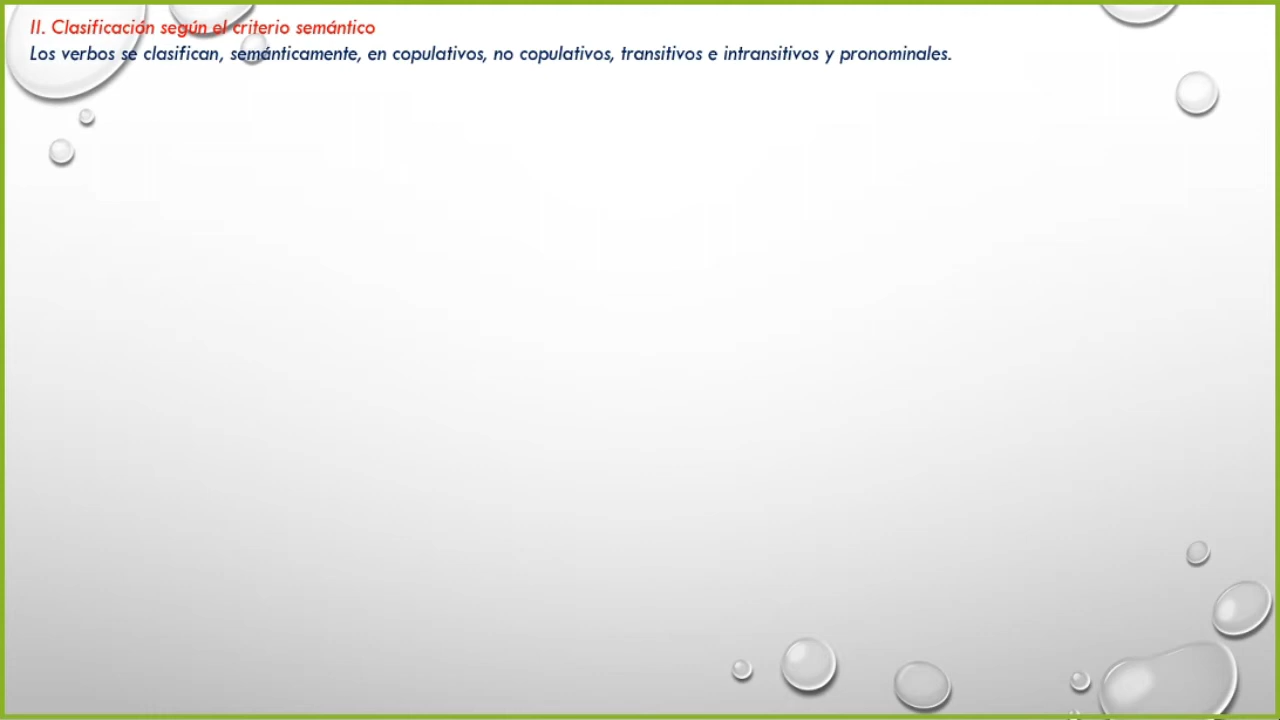 II. Clasificación según el criterio semántico
Los verbos se clasifican, semánticamente, en copulativos, no copulativos, transitivos e intransitivos y pronominales.